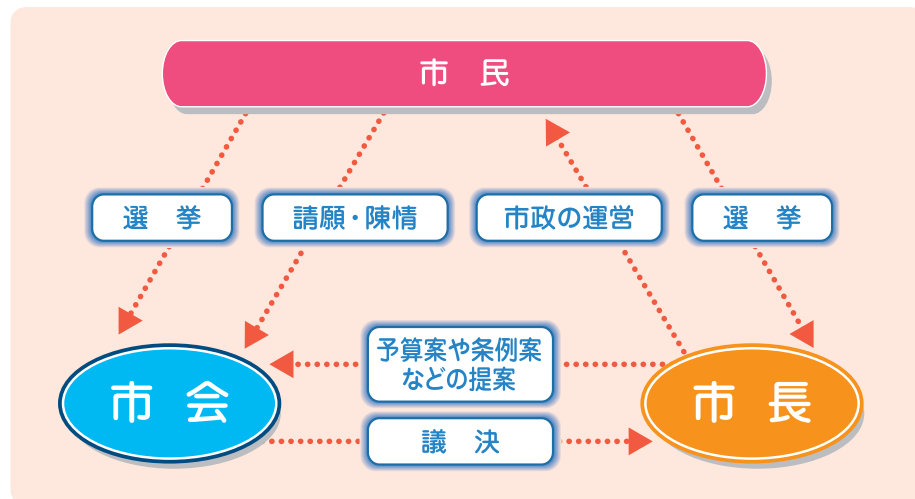 市 民
選 挙
請願・陳情
市政の運営
選 挙
予算案や条例案
などの提案
市 会
市 長
議 決